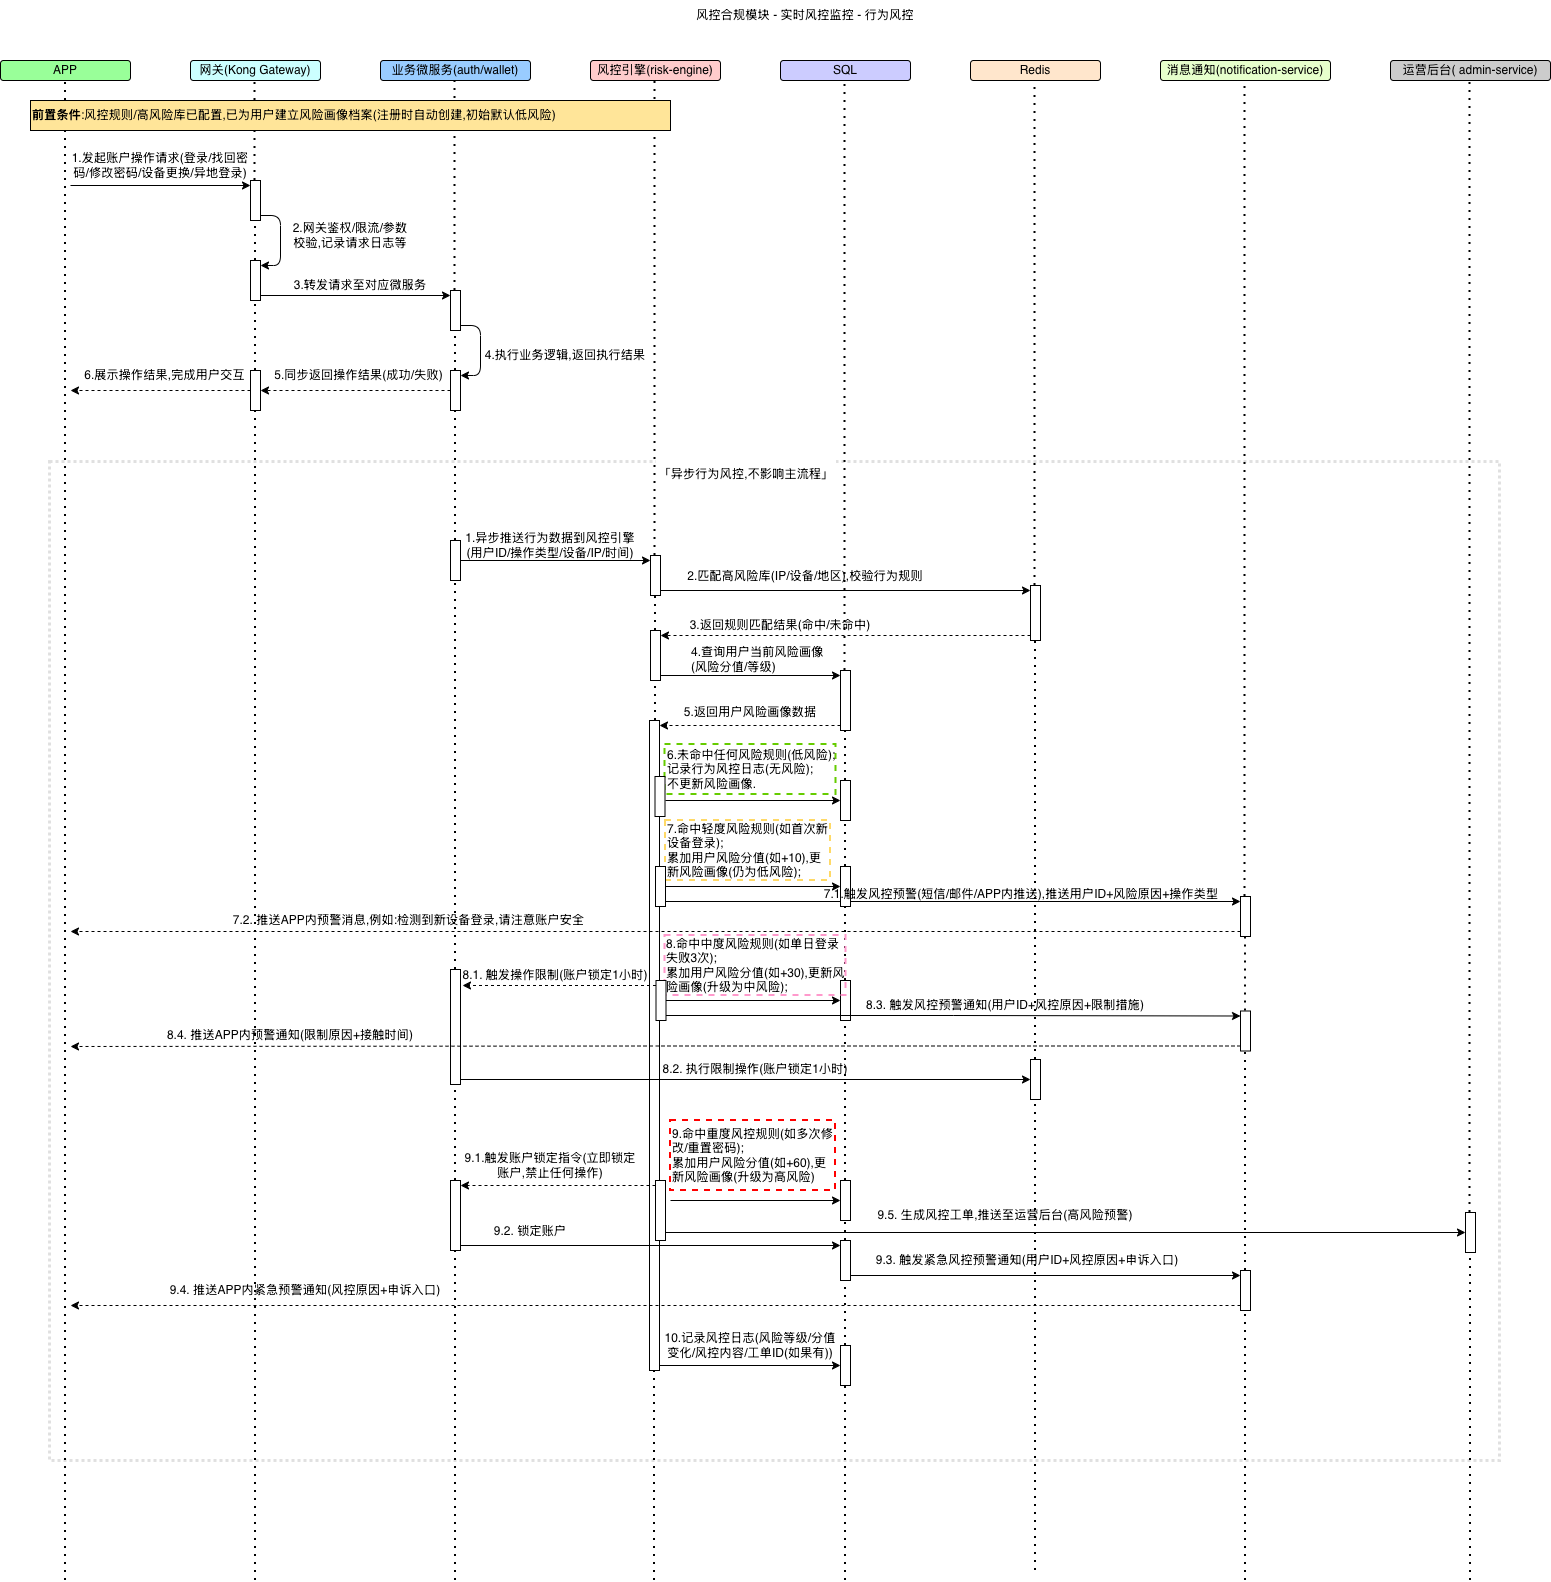 风控合规模块 - 实时风控监控 - 行为风控
APP
网关(Kong Gateway)
业务微服务(auth/wallet)
风控引擎(risk-engine)
SQL
Redis
消息通知(notification-service)
运营后台( admin-service)
前置条件:风控规则/高风险库已配置,已为用户建立风险画像档案(注册时自动创建,初始默认低风险)
1.发起账户操作请求(登录/找回密
码/修改密码/设备更换/异地登录)
2.网关鉴权/限流/参数
校验,记录请求日志等
3.转发请求至对应微服务
4.执行业务逻辑,返回执行结果
6.展示操作结果,完成用户交互
5.同步返回操作结果(成功/失败)
「异步行为风控,不影响主流程」
1.异步推送行为数据到风控引擎
(用户ID/操作类型/设备/IP/时间)
2.匹配高风险库(IP/设备/地区),校验行为规则
3.返回规则匹配结果(命中/未命中)
4.查询用户当前风险画像
(风险分值/等级)
5.返回用户风险画像数据
6.未命中任何风险规则(低风险);
记录行为风控日志(无风险);
不更新风险画像.
7.命中轻度风险规则(如首次新
设备登录);
累加用户风险分值(如+10),更
新风险画像(仍为低风险);
7.1.触发风控预警(短信/邮件/APP内推送),推送用户ID+风险原因+操作类型
7.2. 推送APP内预警消息,例如:检测到新设备登录,请注意账户安全
8.命中中度风险规则(如单日登录
失败3次);
累加用户风险分值(如+30),更新风
险画像(升级为中风险);
8.1. 触发操作限制(账户锁定1小时)
8.3. 触发风控预警通知(用户ID+风控原因+限制措施)
8.4. 推送APP内预警通知(限制原因+接触时间)
8.2. 执行限制操作(账户锁定1小时)
9.命中重度风控规则(如多次修
改/重置密码);
累加用户风险分值(如+60),更
新风险画像(升级为高风险)
9.1.触发账户锁定指令(立即锁定
账户,禁止任何操作)
9.5. 生成风控工单,推送至运营后台(高风险预警)
9.2. 锁定账户
9.3. 触发紧急风控预警通知(用户ID+风控原因+申诉入口)
9.4. 推送APP内紧急预警通知(风控原因+申诉入口)
10.记录风控日志(风险等级/分值
变化/风控内容/工单ID(如果有))